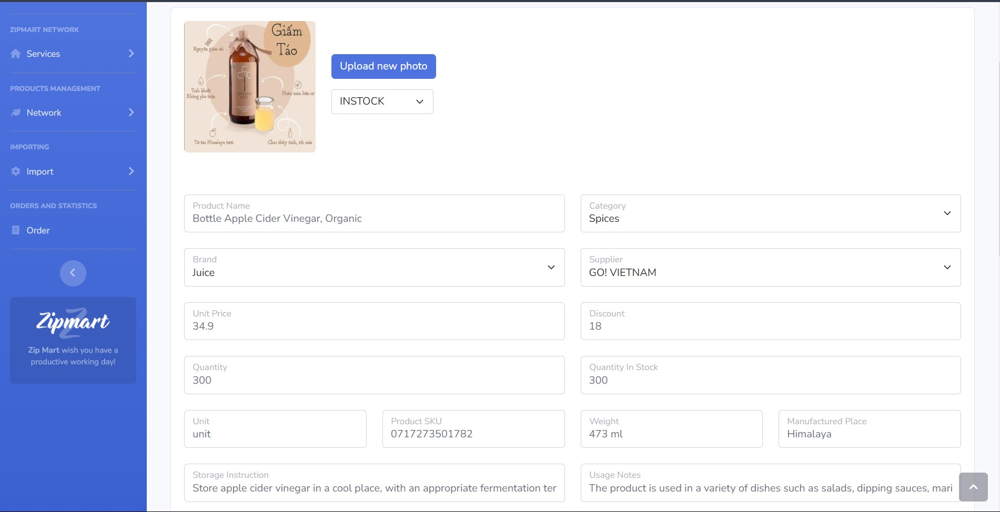 ZIPMART NETWORK
Services
PRODUCTS MANAGEMENT
Network
IMPORTING
Import
ORDERS AND STATISTICS
Order
Zipmart
Zip Mart wish you have a
productive working day!
Giấm
Táo
Nguyên giấm cái
C
C C
CONSCIOUS
FOOD
Tinh khiết
Không pha trộn
Hoàn toàn hữu cơ
Từ táo Himalaya tươi
Chai thủy tinh, tối màu
Upload new photo
INSTOCK
Product Name
Bottle Apple Cider Vinegar, Organic
Category
Spices
Brand
Juice
Supplier
GO! VIETNAM
Unit Price
34.9
Discount
18
Quantity
300
Quantity In Stock
300
Unit
unit
Product SKU
0717273501782
Weight
473 ml
Manufactured Place
Himalaya
Storage Instruction
Store apple cider vinegar in a cool place, with an appropriate fermentation ter
Usage Notes
The product is used in a variety of dishes such as salads, dipping sauces, mari